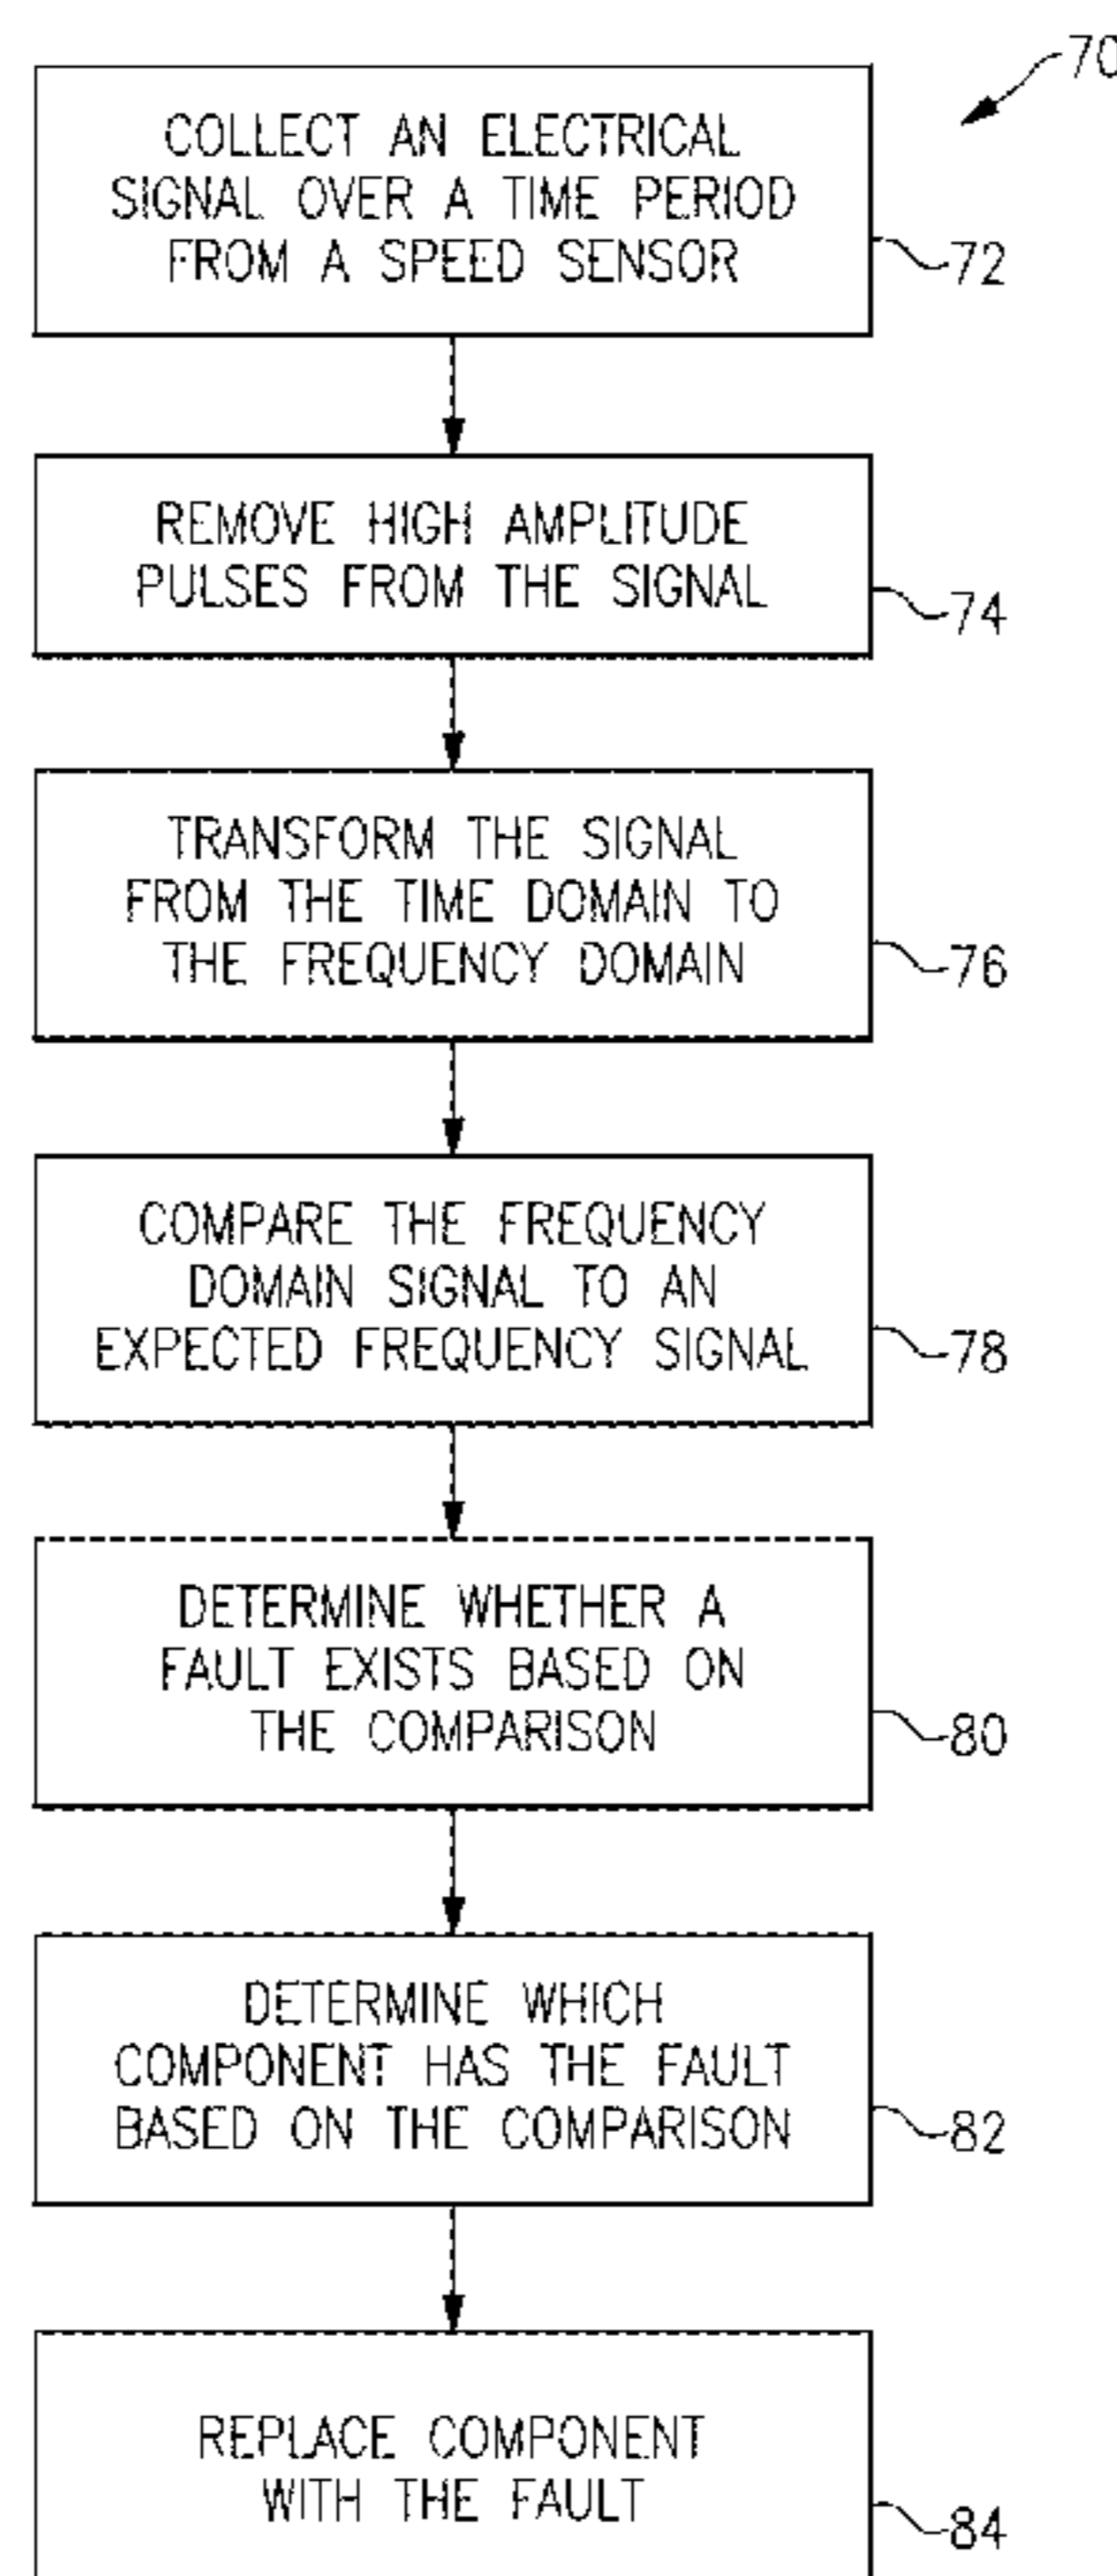 70
COLLECT AN ELECTRICAL
SIGNAL OVER A TIME PERIOD
FROM A SPEED SENSOR
72
REMOVE HIGH AMPLITUDE
PULSES FROM THE SIGNAL
74
TRANSFORM THE SIGNAL
FROM THE TIME DOMAIN TO
THE FREQUENCY DOMAIN
76
COMPARE THE FREQUENCY
DOMAIN SIGNAL TO AN
EXPECTED FREQUENCY SIGNAL
78
DETERMINE WHETHER A
FAULT EXISTS BASED ON
THE COMPARISON
80
DETERMINE WHICH
COMPONENT HAS THE FAULT
BASED ON THE COMPARISON
82
REPLACE COMPONENT
WITH THE FAULT
84